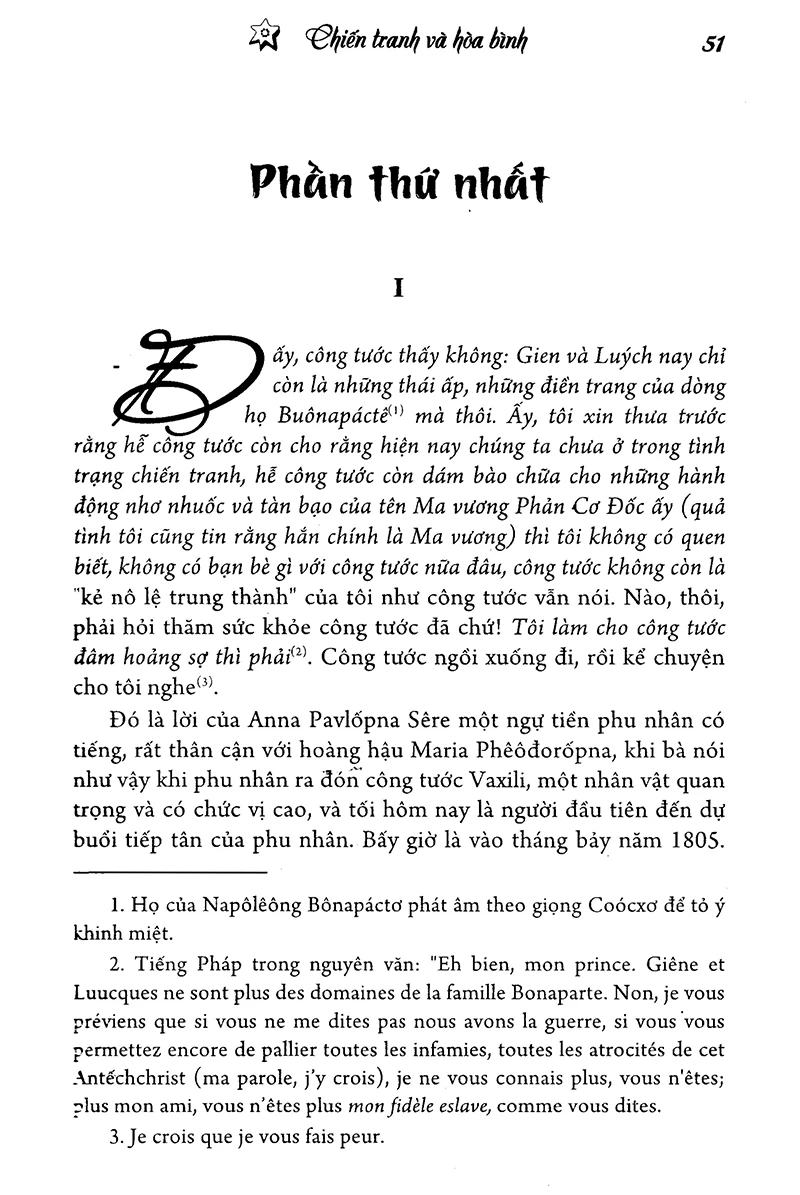 Chiến tranh và hòa bình
51
Phần thứ nhất
I
- Đấy, công tước thấy không: Gien và Luých nay chỉ
còn là những thái ấp, những điền trang của dòng
họ Buônapáctê(1) mà thôi. Ấy, tôi xin thưa trước
rằng hễ công tước còn cho rằng hiện nay chúng ta chưa ở trong tình
trạng chiến tranh, hễ công tước còn dám bào chữa cho những hành
động nhơ nhuốc và tàn bạo của tên Ma vương Phản Cơ Đốc ấy (quả
tình tôi cũng tin rằng hắn chính là Ma vương) thì tôi không có quen
biết, không có bạn bè gì với công tước nữa đâu, công tước không còn là
"kẻ nô lệ trung thành" của tôi như công tước vẫn nói. Nào, thôi,
phải hỏi thăm sức khỏe công tước đã chứ! Tôi làm cho công tước
đâm hoảng sợ thì phải(2). Công tước ngồi xuống đi, rồi kể chuyện
cho tôi nghe(3).
Đó là lời của Anna Pavlốpna Sêre một ngự tiền phu nhân có
tiếng, rất thân cận với hoàng hậu Maria Phêôđorốpna, khi bà nói
như vậy khi phu nhân ra đón công tước Vaxili, một nhân vật quan
trọng và có chức vị cao, và tối hôm nay là người đầu tiên đến dự
buổi tiếp tân của phu nhân. Bấy giờ là vào tháng bảy năm 1805.
1. Họ của Napôlêông Bônapáctơ phát âm theo giọng Coócxơ để tỏ ý
khinh miệt.
2. Tiếng Pháp trong nguyên văn: "Eh bien, mon prince. Giêne et
Luucques ne sont plus des domaines de la famille Bonaparte. Non, je vous
préviens que si vous ne me dites pas nous avons la guerre, si vous vous
permettez encore de pallier toutes les infamies, toutes les atrocités de cet
Antếchchrist (ma parole, j'y crois), je ne vous connais plus, vous n'êtes;
plus mon ami, vous n'êtes plus mon fidèle eslave, comme vous dites.
3. Je crois que je vous fais peur.